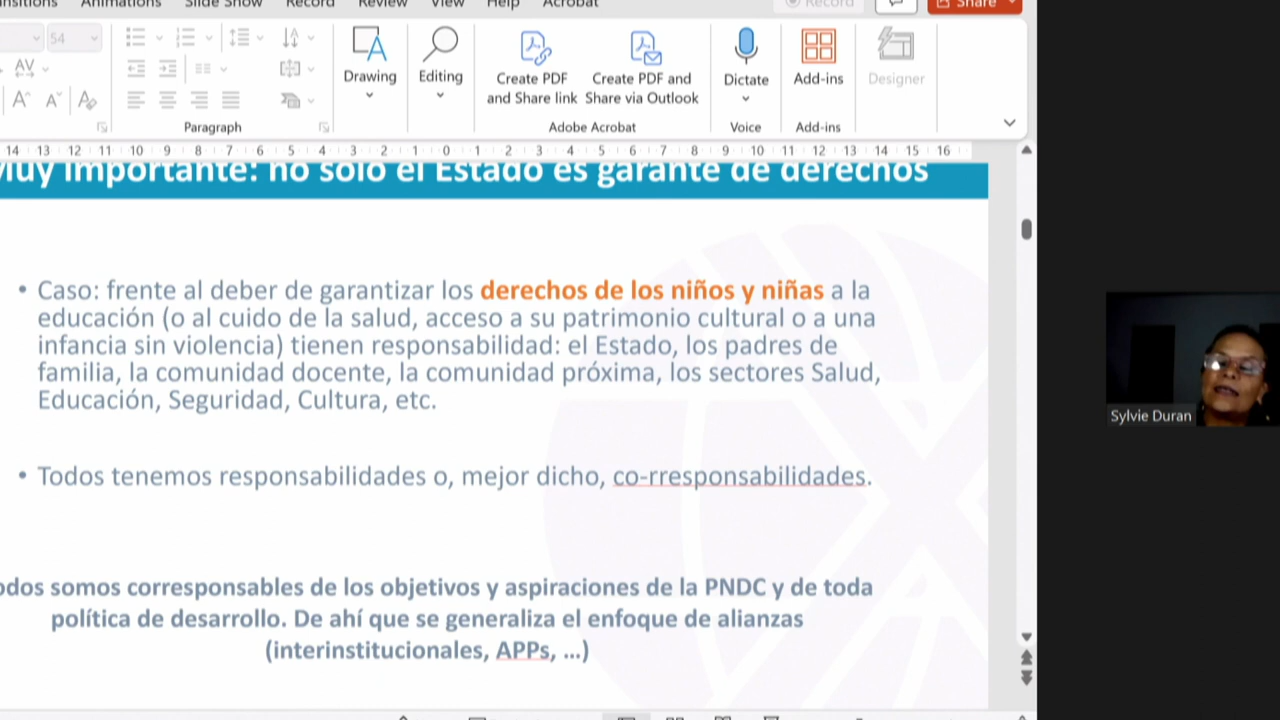 Animations Slide Show Record Review View Help Acrobat
Record
Share
54
AV
Drawing
Editing
Create PDF and Share link
Create PDF and Share via Outlook
Dictate
Add-ins
Designer
Paragraph
Adobe Acrobat
Voice
Add-ins
14 13 12 11 10 9 8 7 6 5 4 3 2 1 0 1 2 3 4 5 6 7 8 9 10 11 12 13 14 15 16
Muy importante: no solo el Estado es garante de derechos
• Caso: frente al deber de garantizar los derechos de los niños y niñas a la
educación (o al cuido de la salud, acceso a su patrimonio cultural o a una
infancia sin violencia) tienen responsabilidad: el Estado, los padres de
familia, la comunidad docente, la comunidad próxima, los sectores Salud,
Educación, Seguridad, Cultura, etc.
• Todos tenemos responsabilidades o, mejor dicho, co-rresponsabilidades.
odos somos corresponsables de los objetivos y aspiraciones de la PNDC y de toda
política de desarrollo. De ahí que se generaliza el enfoque de alianzas
(interinstitucionales, APPs, ...)
Sylvie Duran